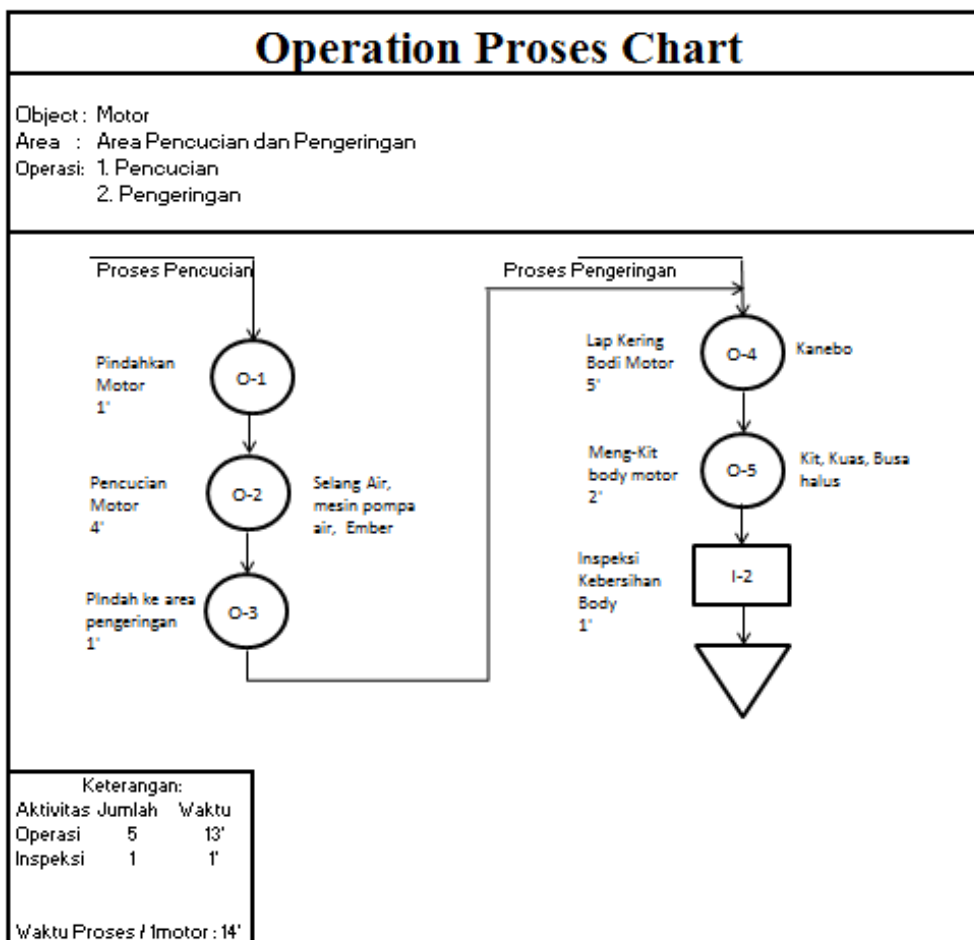 Operation Proses Chart
Object : Motor
Area : Area Pencucian dan Pengeringan
Operasi: 1. Pencucian
2. Pengeringan
Proses Pencucian
Pindahkan
Motor
1'
O-1
Pencucian
Motor
4'
O-2
Selang Air,
mesin pompa
air, Ember
PIndah ke area
pengeringan
1'
O-3
Proses Pengeringan
Lap Kering
Bodi Motor
5'
O-4
Kanebo
Meng-Kit
body motor
2'
O-5
Kit, Kuas, Busa
halus
Inspeksi
Kebersihan
Body
1'
I-2
Keterangan:
Aktivitas Jumlah Waktu
Operasi 5 13'
Inspeksi 1 1'
Waktu Proses / 1motor : 14'